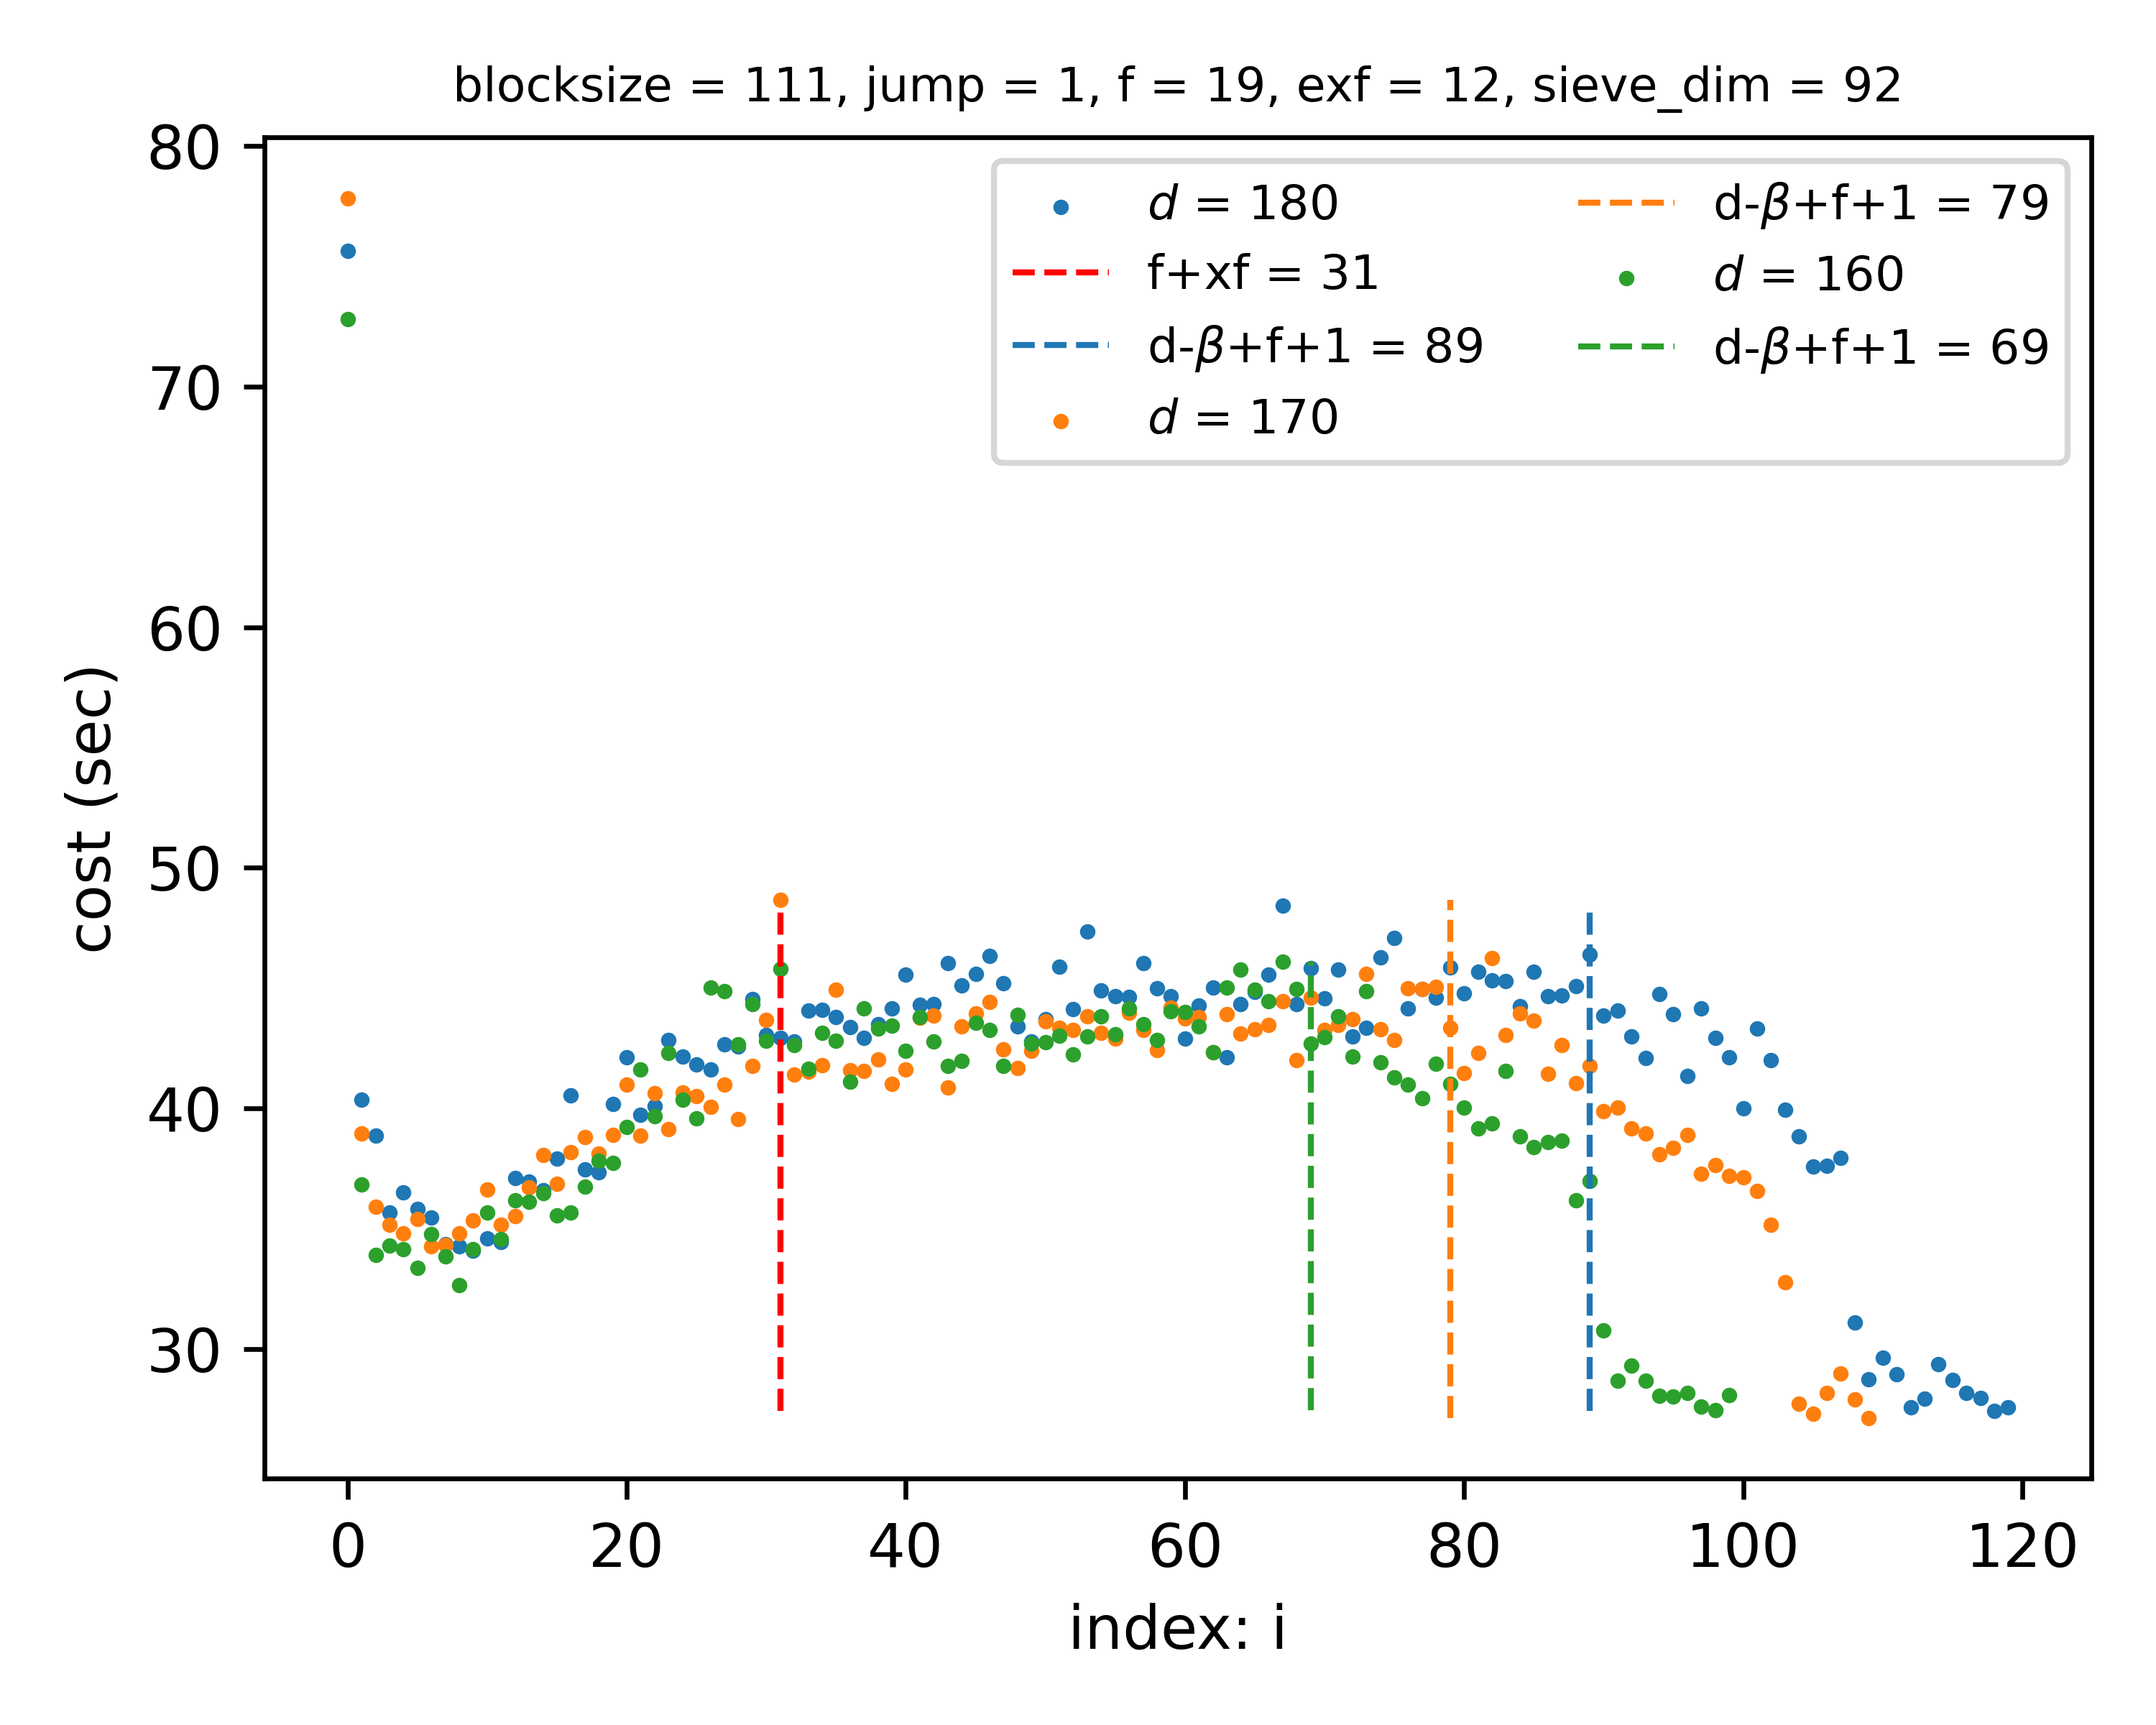 blocksize = 111, jump = 1, f = 19, exf = 12, sieve_dim = 92
80
70
60
50
40
30
cost (sec)
d = 180
f+xf = 31
d-β+f+1 = 89
d = 170
d-β+f+1 = 79
d = 160
d-β+f+1 = 69
0 20 40 60 80 100 120
index: i